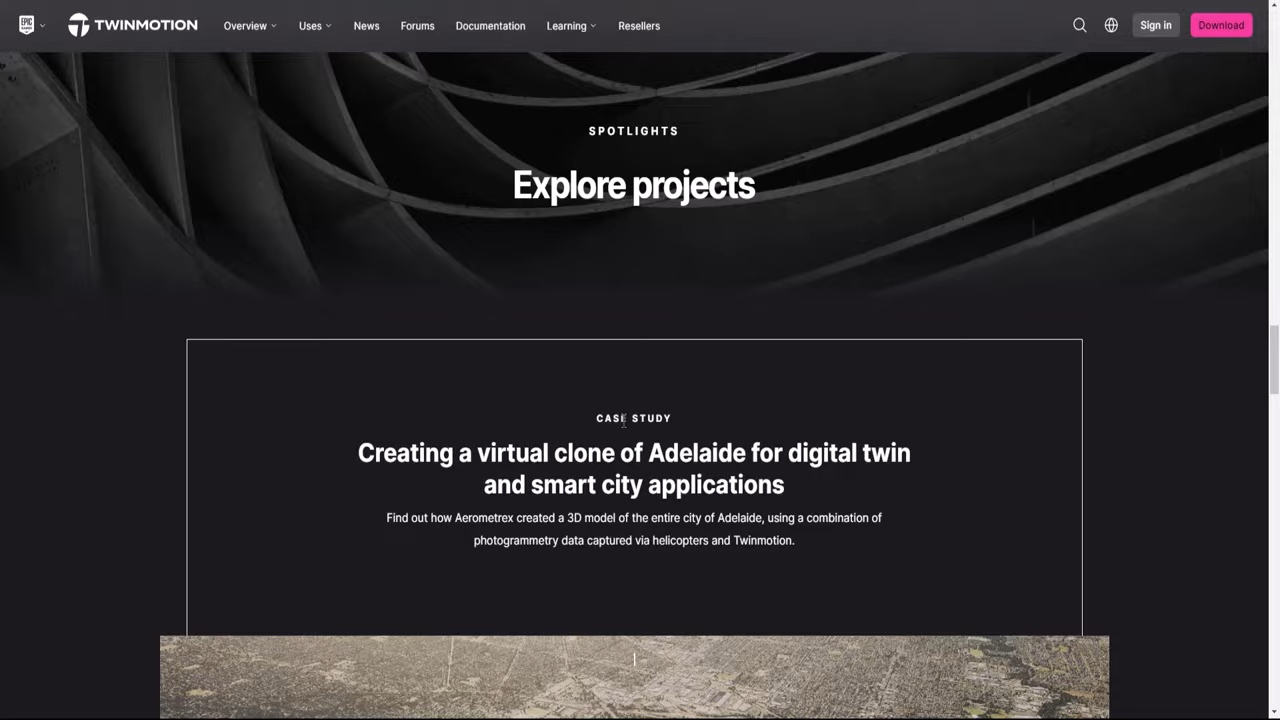 EPIC GAMES
TWINMOTION
Overview
Uses
News
Forums
Documentation
Learning
Resellers
Sign in
Download
SPOTLIGHTS
Explore projects
CASE STUDY
Creating a virtual clone of Adelaide for digital twin
and smart city applications
Find out how Aerometrex created a 3D model of the entire city of Adelaide, using a combination of
photogrammetry data captured via helicopters and Twinmotion.